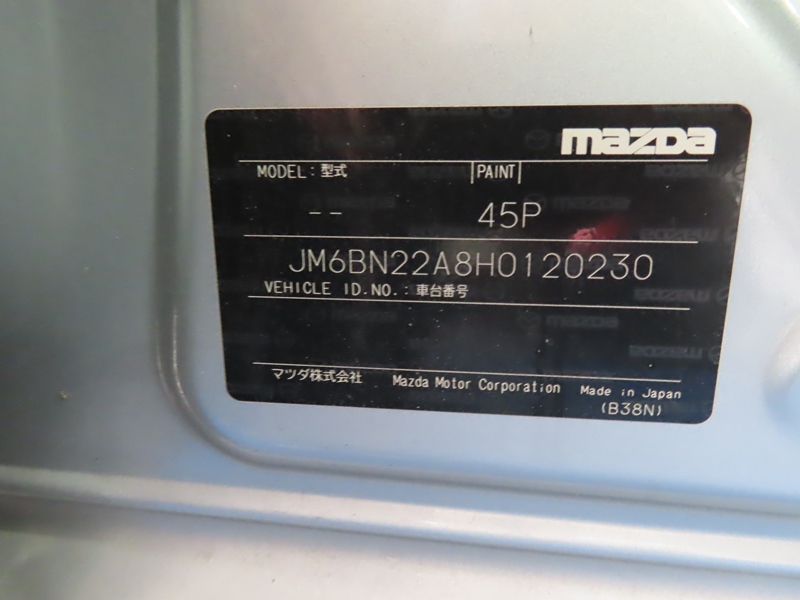 mazda
MODEL: 型式 PAINT
-- 45P
JM6BN22A8H0120230
VEHICLE ID.NO.: 車台番号
マツダ株式会社 Mazda Motor Corporation Made in Japan
(B38N)